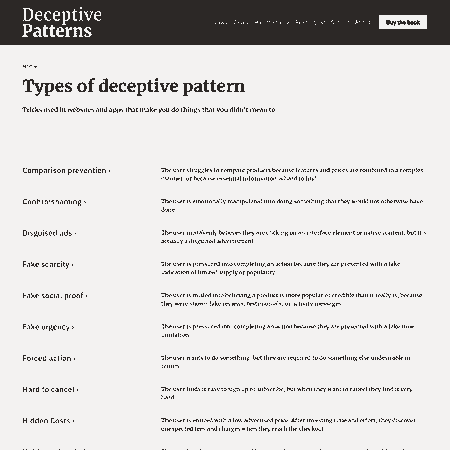 Deceptive
Patterns
Buy the book
Types of deceptive pattern
Tricks used in websites and apps that make you do things that you didn't mean to
Comparison prevention ›
The user struggles to compare products because features and prices are combined in a complex
Confirmshaming ›
The user is emotionally manipulated into doing something that they would not otherwise have
done.
Disguised ads ›
The user mistakenly believes they are clicking on an interface element or native content, but it's
actually a disguised advertisement
Fake scarcity ›
The user is pressured into completing an action because they are presented with a fake
indication of limited supply or popularity.
Fake social proof ›
The user is misled into believing a product is more popular or credible than it really is, because
they were shown fake reviews, testimonials, or activity messages.
Fake urgency ›
The user is pressured into completing an action because they are presented with a fake time
limitation.
Forced action ›
The user wants to do something, but they are required to do something else undesirable in
return.
Hard to cancel ›
The user finds it easy to sign up or subscribe, but when they want to cancel they find it very
hard.
Hidden costs ›
The user is enticed with a low advertised price. After investing time and effort, they discover
unexpected fees and charges when they reach the checkout.